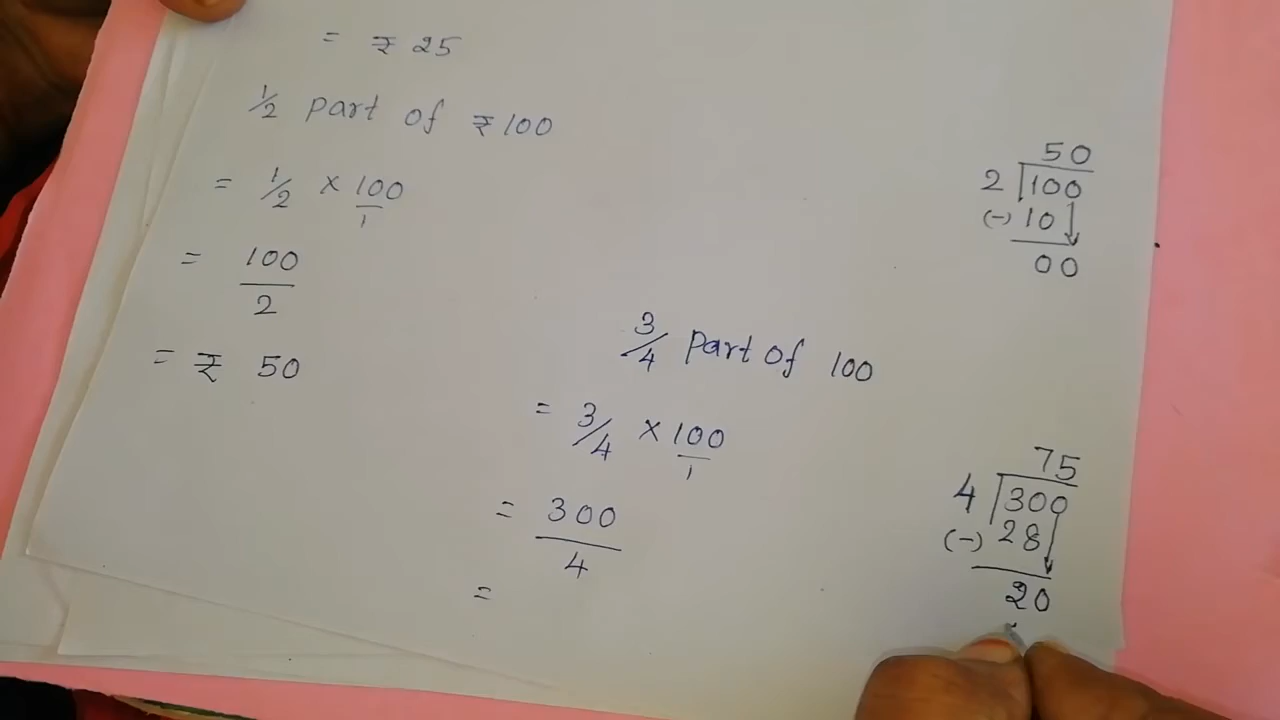 = ₹ 25
1/2 part of ₹100
= 1/2 × 100/1
= 100/2
= ₹ 50
3/4 part of 100
= 3/4 × 100/1
= 300/4
=
50
2 100
(-) 10
00
75
4 300
(-) 28
20